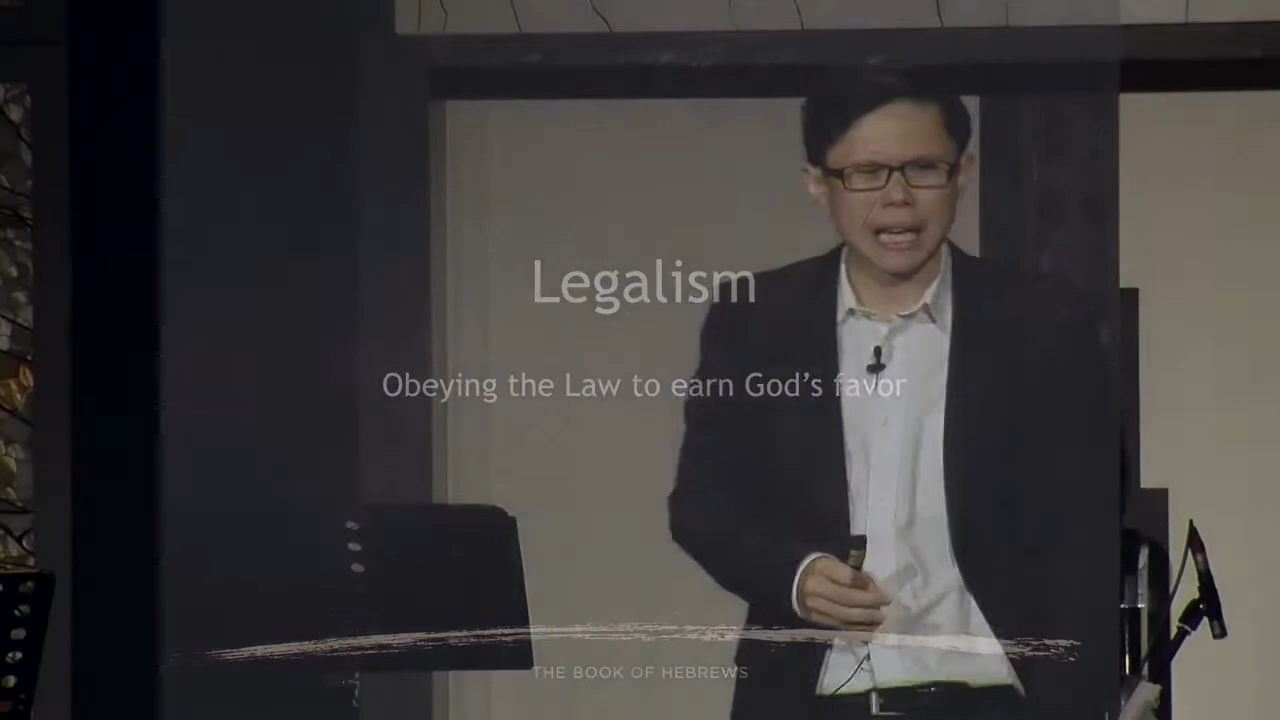 Legalism
Obeying the Law to earn God’s favor
THE BOOK OF HEBREWS